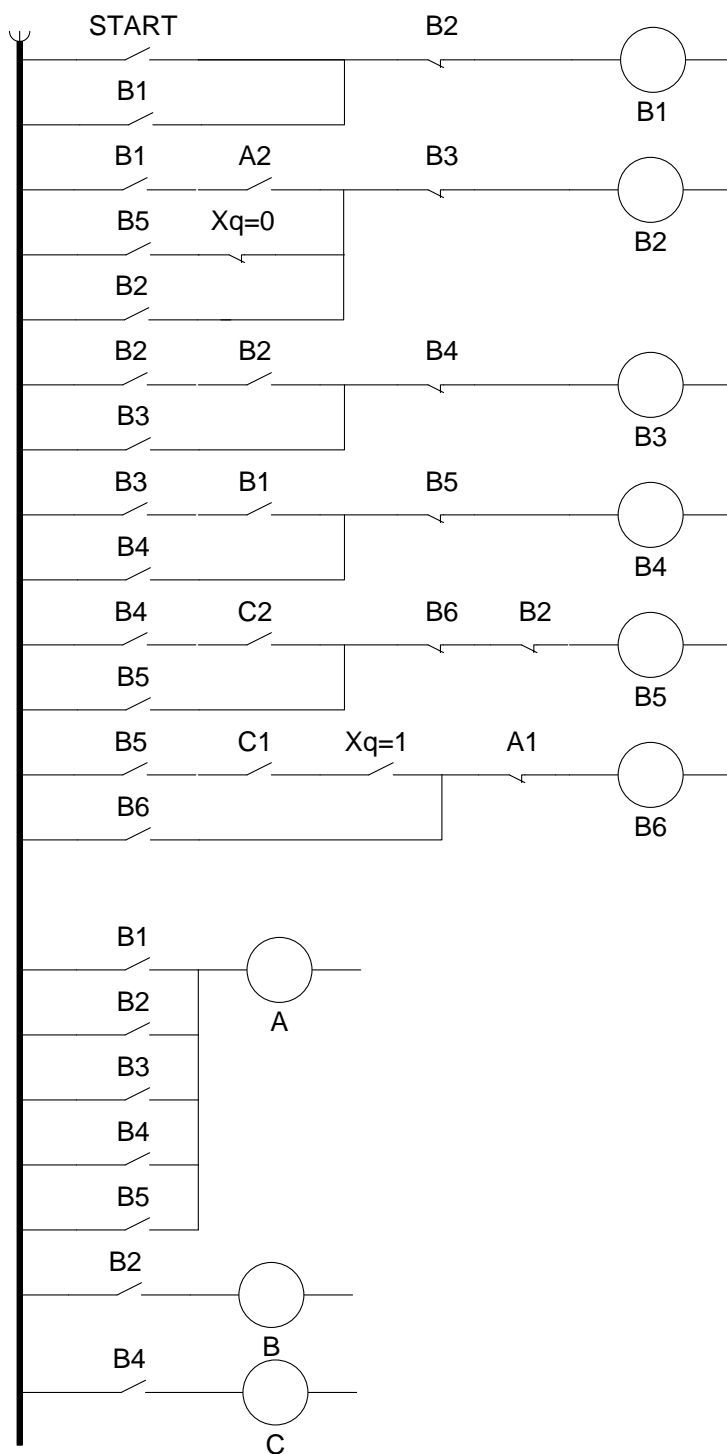 START B2
B1
B1
B1 A2 B3
B5 Xq=0
B2
B2
B2 B2 B4
B3
B3
B3 B1 B5
B4
B4
B4 C2 B6 B2
B5
B5
B5 C1 Xq=1 A1
B6
B6
B1
A
B2
B3
B4
B5
B2
B
B4
C